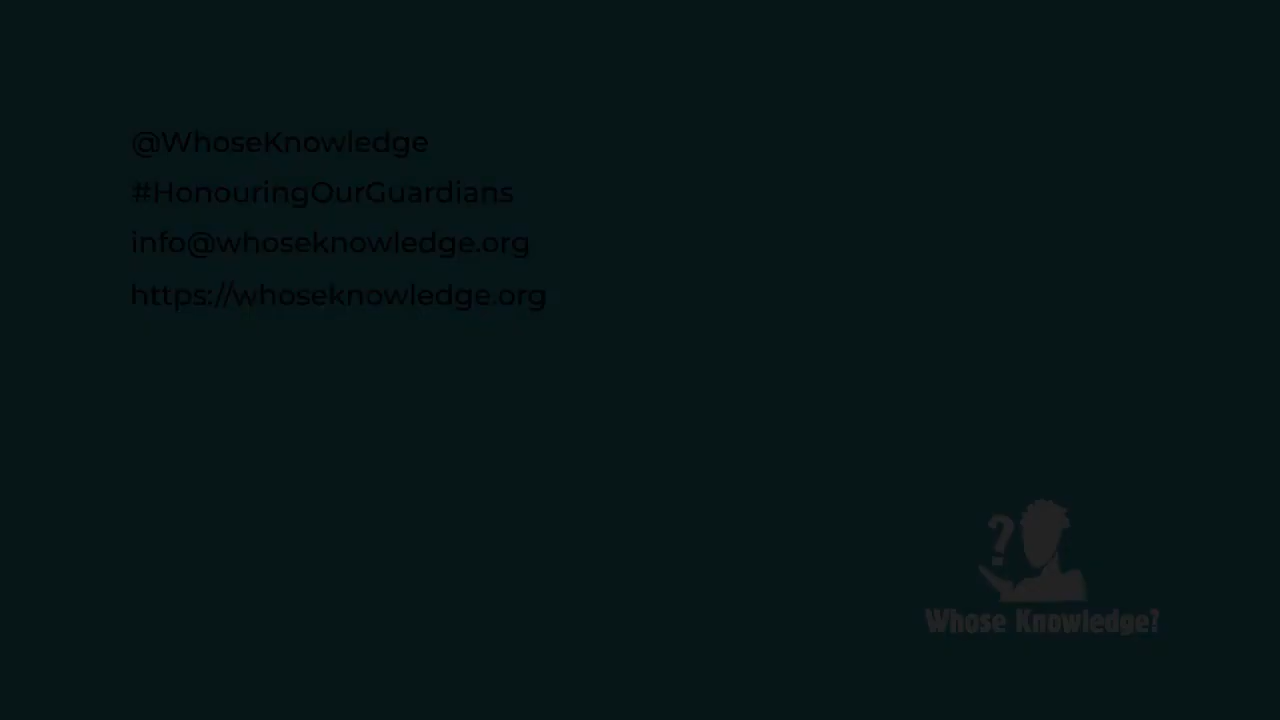 @WhoseKnowledge
#HonouringOurGuardians
info@whoseknowledge.org
https://whoseknowledge.org
?
Whose Knowledge?